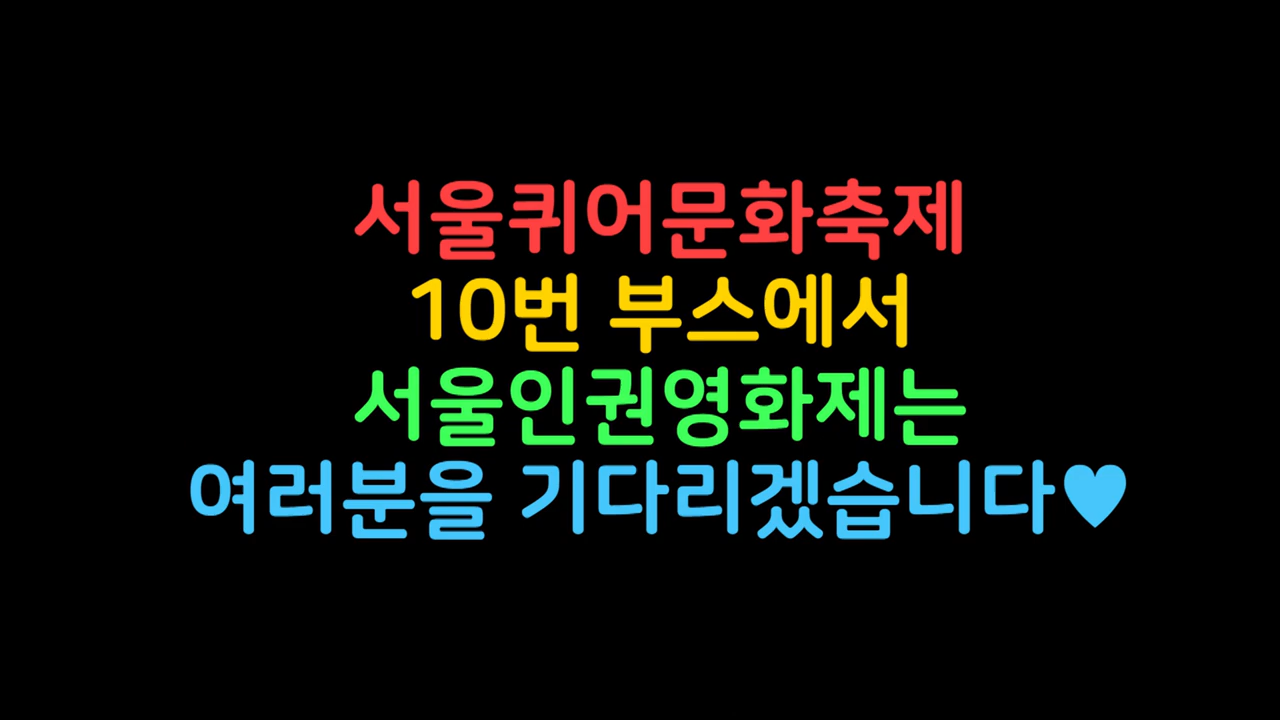 서울퀴어문화축제
10번 부스에서
서울인권영화제는
여러분을 기다리겠습니다♥